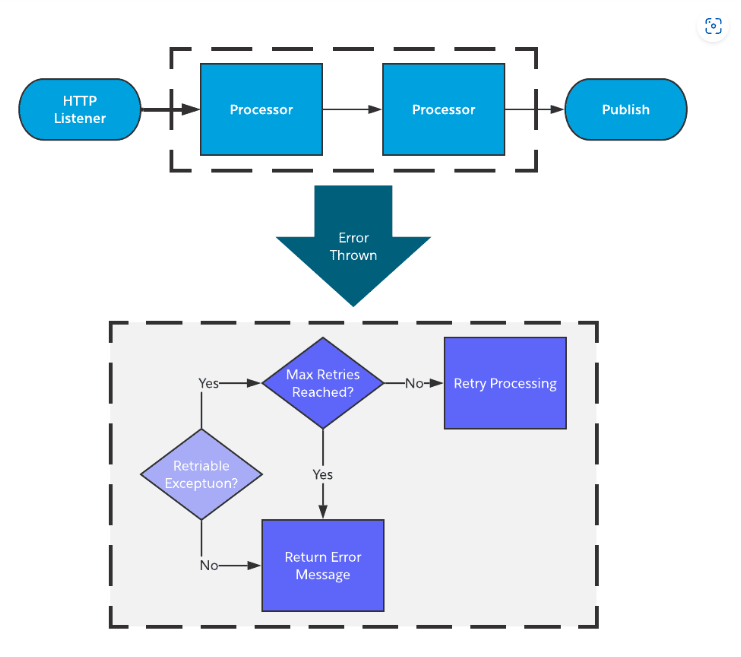 HTTP
Listener
Processor
Processor
Publish
Error
Thrown
Max Retries
Reached?
Yes
No
Retry Processing
Retriable
Exceptuon?
Yes
No
Return Error
Message